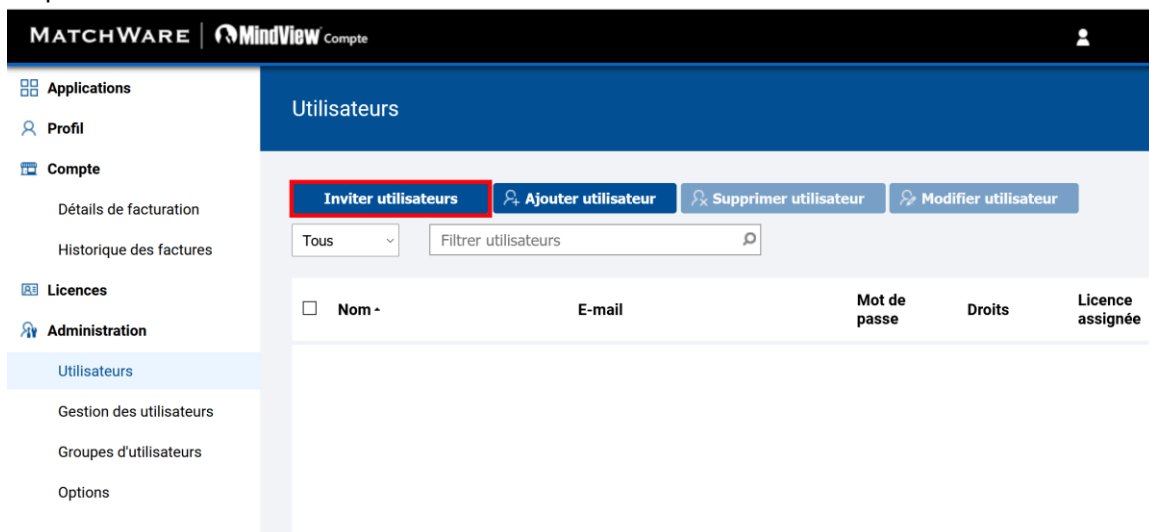 MATCHWARE | MindView Compte
Applications
Profil
Compte
Détails de facturation
Historique des factures
Licences
Administration
Utilisateurs
Gestion des utilisateurs
Groupes d'utilisateurs
Options
Utilisateurs
Inviter utilisateurs Ajouter utilisateur Supprimer utilisateur Modifier utilisateur
Tous Filtrer utilisateurs
Nom E-mail Mot de passe Droits Licence assignée